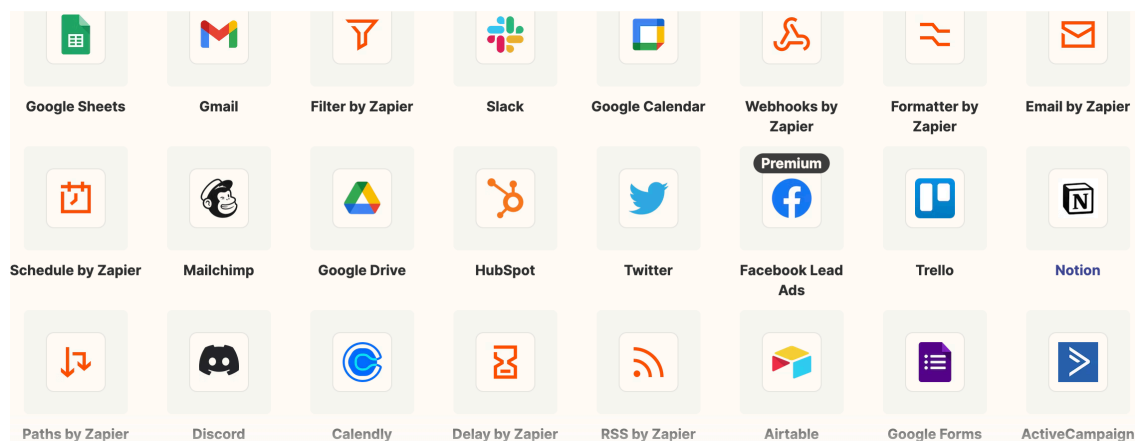 Google Sheets Gmail Filter by Zapier Slack Google Calendar Webhooks by Formatter by Email by Zapier
Zapier Zapier
Premium
N
Schedule by Zapier Mailchimp Google Drive HubSpot Twitter Facebook Lead Trello Notion
Ads
Paths by Zapier Discord Calendly Delay by Zapier RSS by Zapier Airtable Google Forms ActiveCampaign